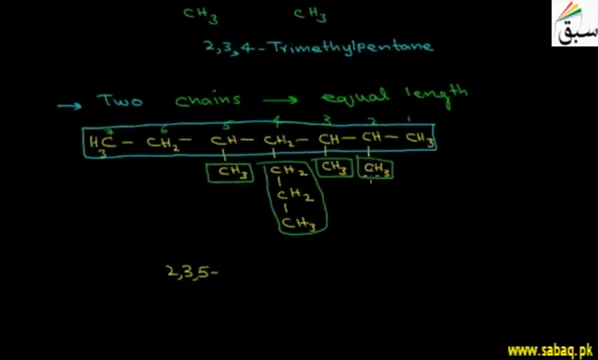 CH3 CH3
2,3,4-Trimethylpentane
→ Two chains → equal length
7 6 5 4 3 2 1
H3C - CH2 - CH - CH2 - CH - CH - CH3
CH3 CH2 CH3 CH3
CH2
CH3
2,3,5-
سبق
www.sabaq.pk